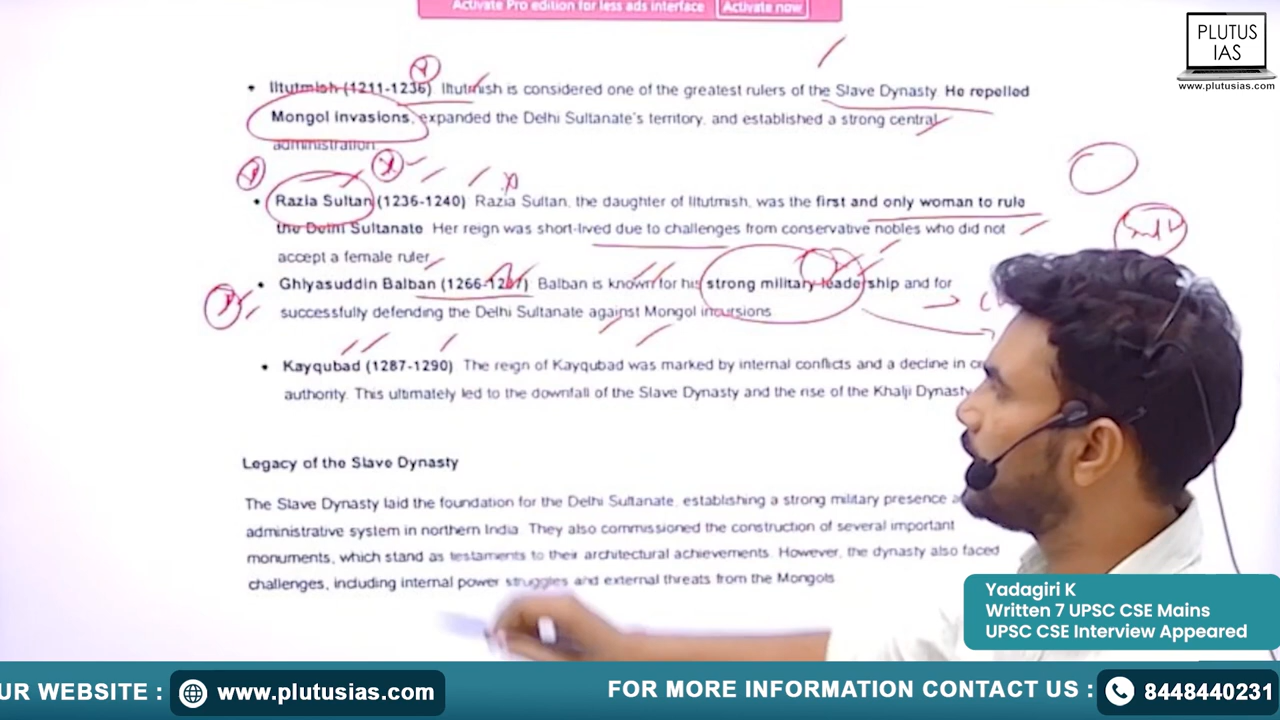 Activate Pro edition for less ads interface Activate now
PLUTUS
IAS
www.plutusias.com
• Iltutmish (1211-1236) Iltutmish is considered one of the greatest rulers of the Slave Dysasty He repelled
Mongol invasions, expanded the Delhi Sultanate's territory, and established a strong central
administration
• Razia Sultan (1236-1240) Razia Sultan, the daughter of Iltutmish, was the first and only woman to rule
the Delhi Sultanate Her reign was short-lived due to challenges from conservative nobles who did not
accept a female ruler
• Ghiyasuddin Balban (1266-1287) Balban is known for his strong military leadership and for
successfully defending the Delhi Sultanate against Mongol incursions
• Kayqubad (1287-1290) The reign of Kayqubad was marked by internal conflicts and a decline in
authority. This ultimately led to the downfall of the Slave Dynasty and the rise of the Khalji Dynasty
Legacy of the Slave Dynasty
The Slave Dynasty laid the foundation for the Delhi Sultanate, establishing a strong military presence
administrative system in northern India. They also commissioned the construction of several important
monuments, which stand as testaments to their architectural achievements. However, the dynasty also faced
challenges, including internal power struggles and external threats from the Mongols
Yadagiri K
Written 7 UPSC CSE Mains
UPSC CSE Interview Appeared
UR WEBSITE : www.plutusias.com FOR MORE INFORMATION CONTACT US : 8448440231